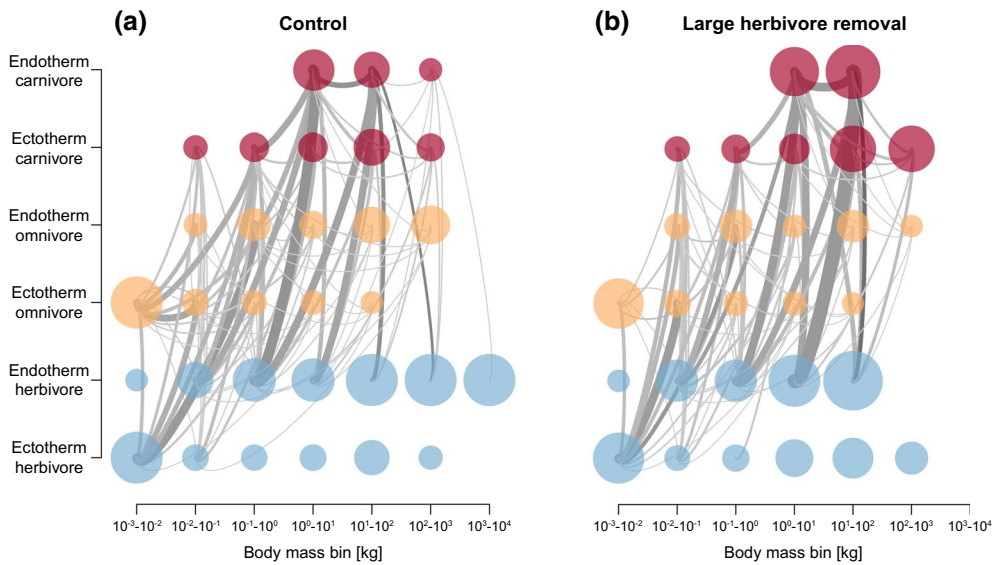 (a)
Control
(b)
Large herbivore removal
Endotherm
carnivore
Ectotherm
carnivore
Endotherm
omnivore
Ectotherm
omnivore
Endotherm
herbivore
Ectotherm
herbivore
10⁻³-10⁻² 10⁻²-10⁻¹ 10⁻¹-10⁰ 10⁰-10¹ 10¹-10² 10²-10³ 10³-10⁴
Body mass bin [kg]
10⁻³-10⁻² 10⁻²-10⁻¹ 10⁻¹-10⁰ 10⁰-10¹ 10¹-10² 10²-10³ 10³-10⁴
Body mass bin [kg]